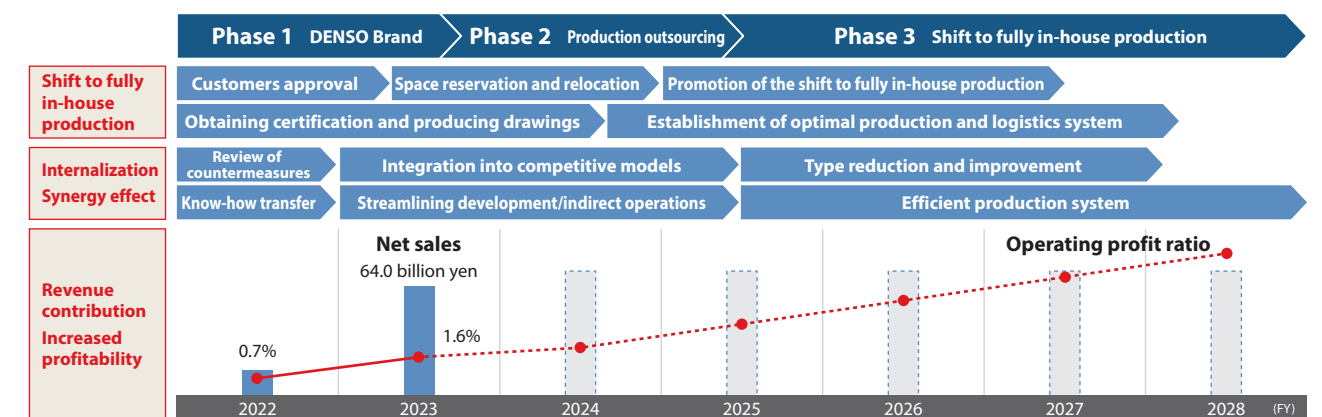 Phase 1 DENSO Brand
Phase 2 Production outsourcing
Phase 3 Shift to fully in-house production
Shift to fully
in-house
production
Customers approval
Space reservation and relocation
Promotion of the shift to fully in-house production
Obtaining certification and producing drawings
Establishment of optimal production and logistics system
Internalization
Synergy effect
Review of
countermeasures
Integration into competitive models
Type reduction and improvement
Know-how transfer
Streamlining development/indirect operations
Efficient production system
Revenue
contribution
Increased
profitability
Net sales
64.0 billion yen
Operating profit ratio
0.7%
1.6%
2022 2023 2024 2025 2026 2027 2028 (FY)